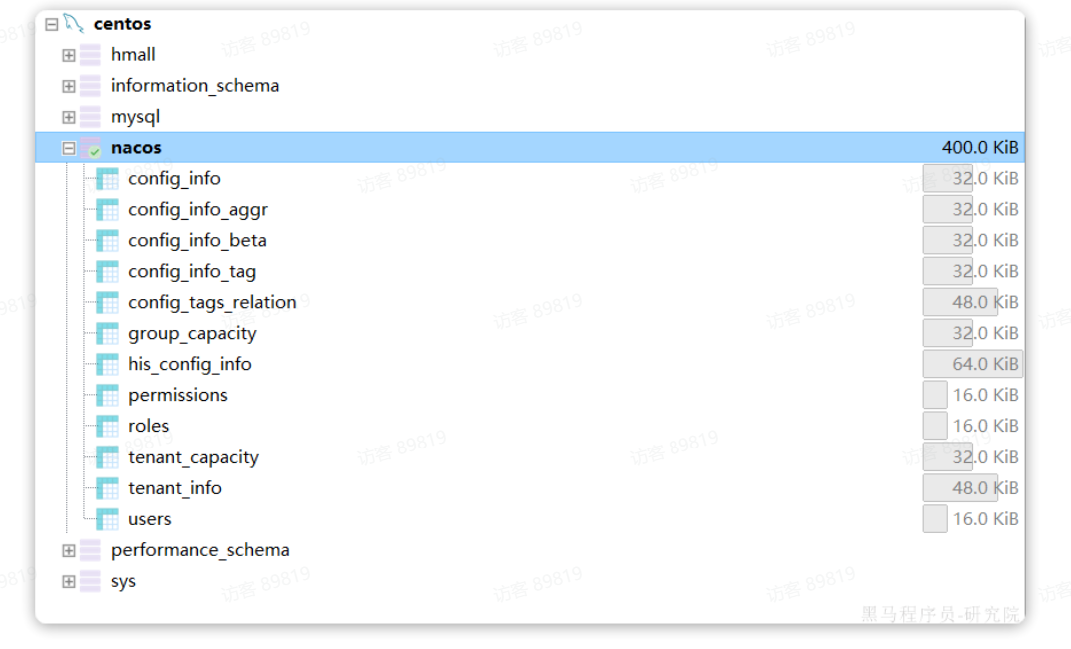 centos
hmall
information_schema
mysql
nacos 400.0 KiB
config_info 32.0 KiB
config_info_aggr 32.0 KiB
config_info_beta 32.0 KiB
config_info_tag 32.0 KiB
config_tags_relation 48.0 KiB
group_capacity 32.0 KiB
his_config_info 64.0 KiB
permissions 16.0 KiB
roles 16.0 KiB
tenant_capacity 32.0 KiB
tenant_info 48.0 KiB
users 16.0 KiB
performance_schema
sys
访客 89819
黑马程序员-研究院